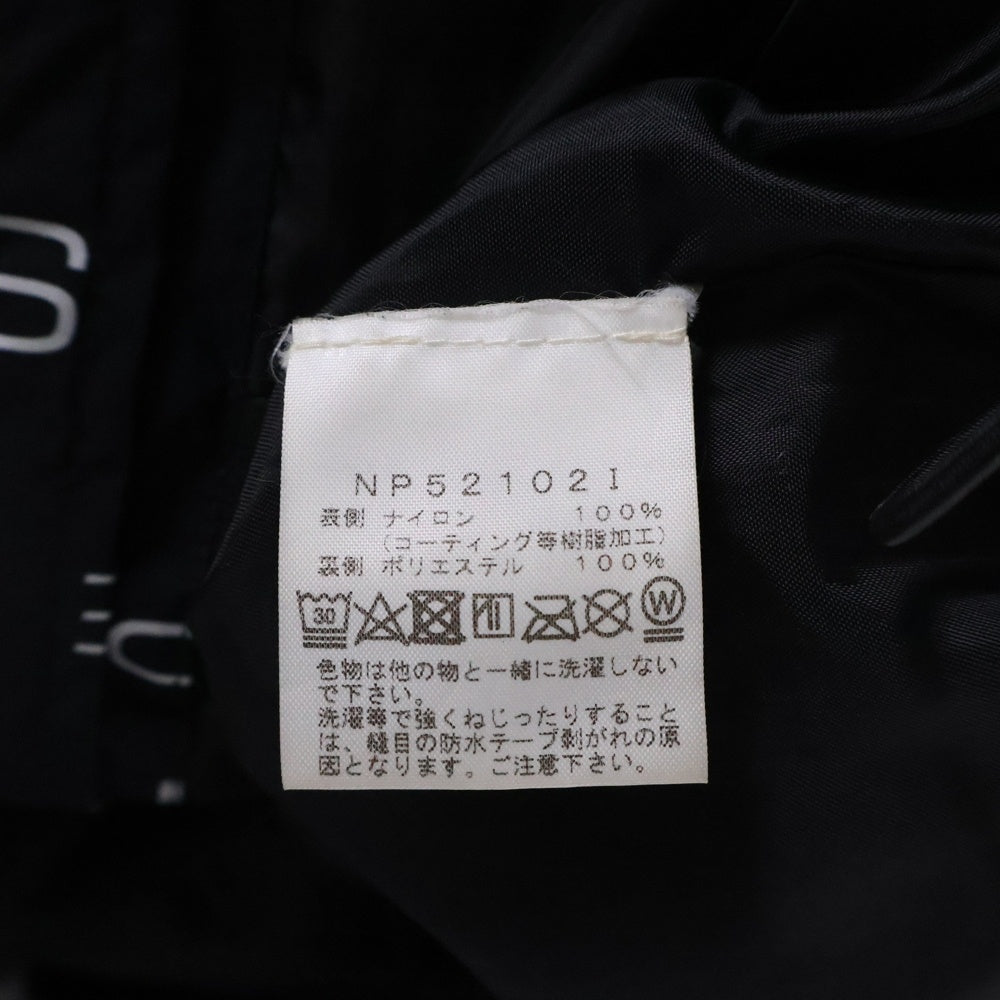 NP52102I
表側 ナイロン 100%
(コーティング等樹脂加工)
裏側 ポリエステル 100%
30 W
色物は他の物と一緒に洗濯しない
で下さい。
洗濯等で強くねじったりすること
は、縫目の防水テープ剥がれの原
因となります。ご注意下さい。